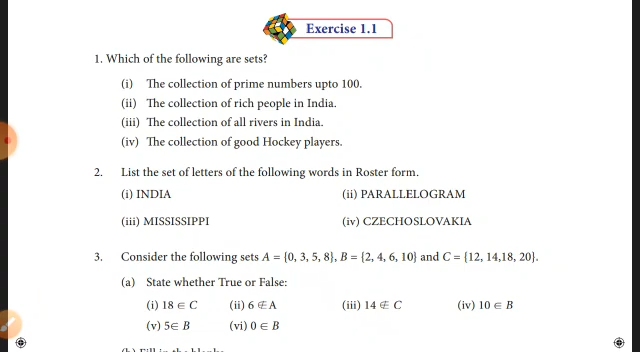 Exercise 1.1
1. Which of the following are sets?
(i) The collection of prime numbers upto 100.
(ii) The collection of rich people in India.
(iii) The collection of all rivers in India.
(iv) The collection of good Hockey players.
2. List the set of letters of the following words in Roster form.
(i) INDIA (ii) PARALLELOGRAM
(iii) MISSISSIPPI (iv) CZECHOSLOVAKIA
3. Consider the following sets A = {0, 3, 5, 8}, B = {2, 4, 6, 10} and C = {12, 14,18, 20}.
(a) State whether True or False:
(i) 18 ∈ C (ii) 6 ∉ A (iii) 14 ∉ C (iv) 10 ∈ B
(v) 5∈ B (vi) 0 ∈ B
(b) Fill in the blanks